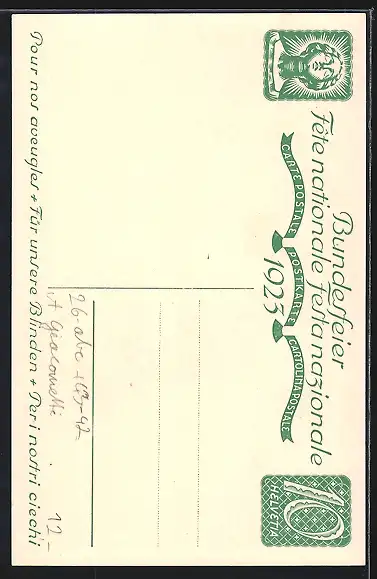 Bundesfeier
Fête nationale Festa nazionale
CARTE POSTALE POSTKARTE CARTOLINA POSTALE
1923
10
HELVETIA
A Giacometti
12.-
Pour nos aveugles + Für unsere Blinden + Per i nostri ciechi